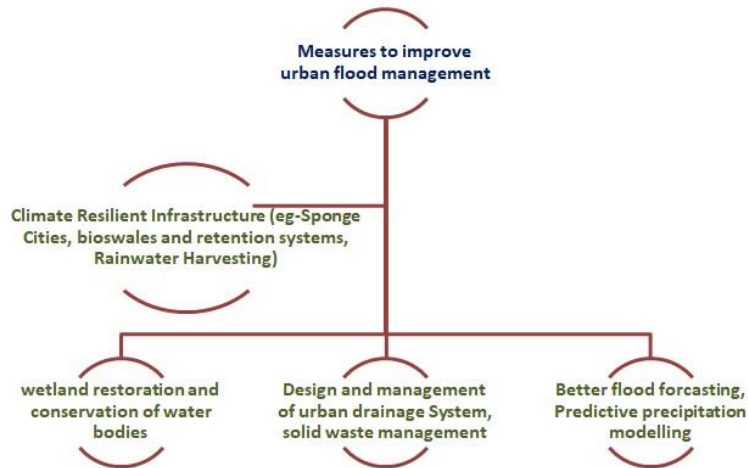 Measures to improve
urban flood management
Climate Resilient Infrastructure (eg-Sponge
Cities, bioswales and retention systems,
Rainwater Harvesting)
wetland restoration and
conservation of water
bodies
Design and management
of urban drainage System,
solid waste management
Better flood forcasting,
Predictive precipitation
modelling